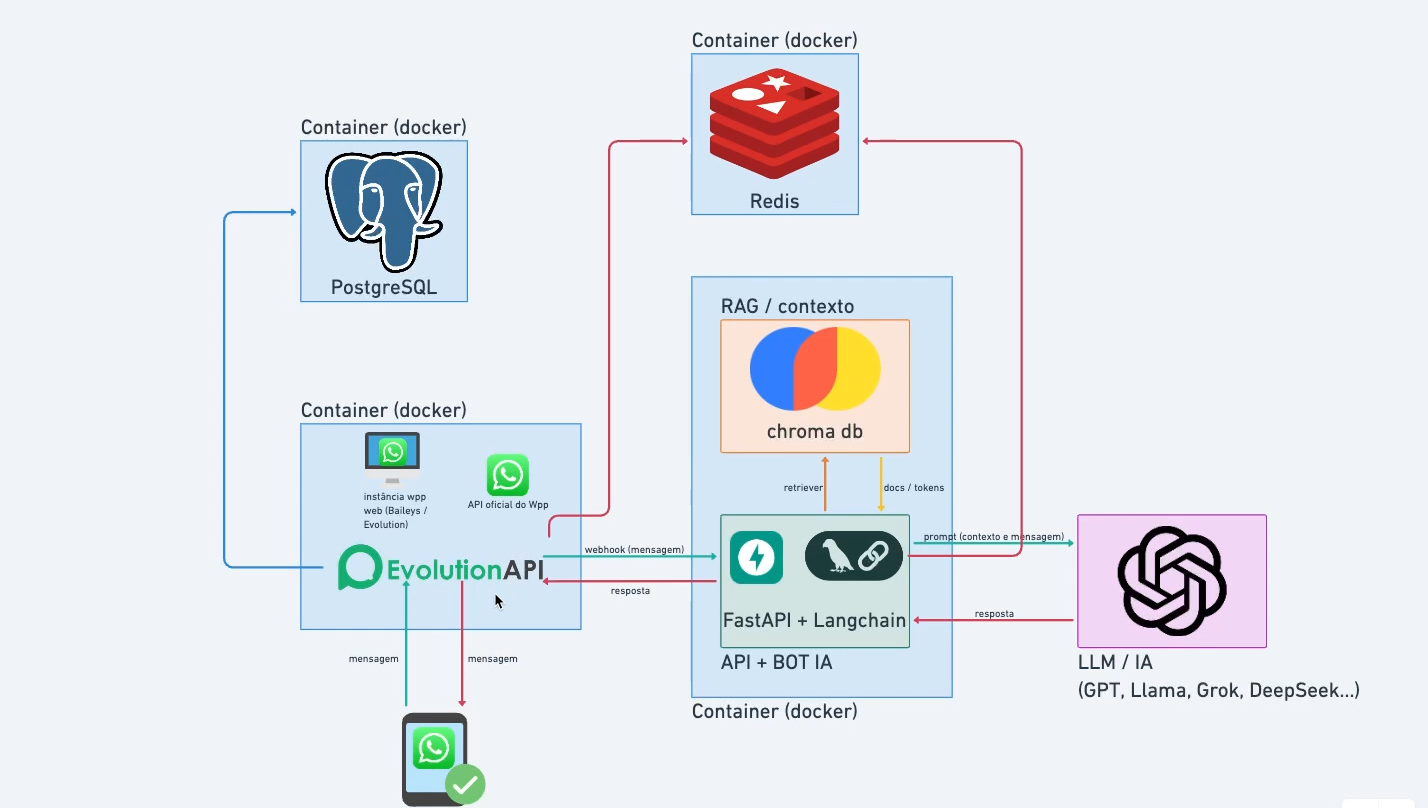 Container (docker)
Redis
Container (docker)
PostgreSQL
RAG / contexto
chroma db
retriever
docs / tokens
Container (docker)
instância wpp
web (Baileys /
Evolution)
API oficial do Wpp
EvolutionAPI
webhook (mensagem)
resposta
FastAPI + Langchain
API + BOT IA
Container (docker)
prompt (contexto e mensagem)
resposta
LLM / IA
(GPT, Llama, Grok, DeepSeek...)
mensagem
mensagem